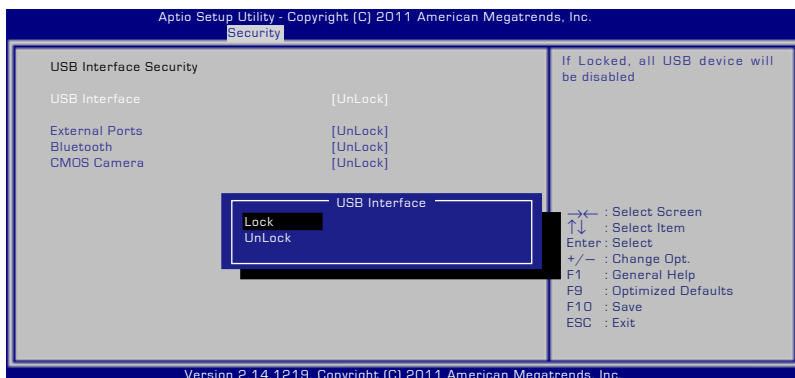 Aptio Setup Utility - Copyright (C) 2011 American Megatrends, Inc.
Security
USB Interface Security
USB Interface [UnLock]
External Ports [UnLock]
Bluetooth [UnLock]
CMOS Camera [UnLock]
USB Interface
Lock
UnLock
If Locked, all USB device will
be disabled
→← : Select Screen
↑↓ : Select Item
Enter : Select
+/— : Change Opt.
F1 : General Help
F9 : Optimized Defaults
F10 : Save
ESC : Exit
Version 2.14.1219. Copyright (C) 2011 American Megatrends, Inc.